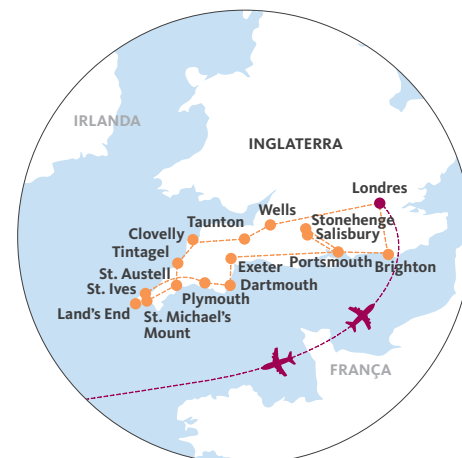 IRLANDA
INGLATERRA
Londres
Wells
Stonehenge
Taunton
Salisbury
Clovelly
Tintagel
Portsmouth
Brighton
Exeter
St. Austell
Dartmouth
St. Ives
Plymouth
Land's End
St. Michael's
Mount
FRANÇA